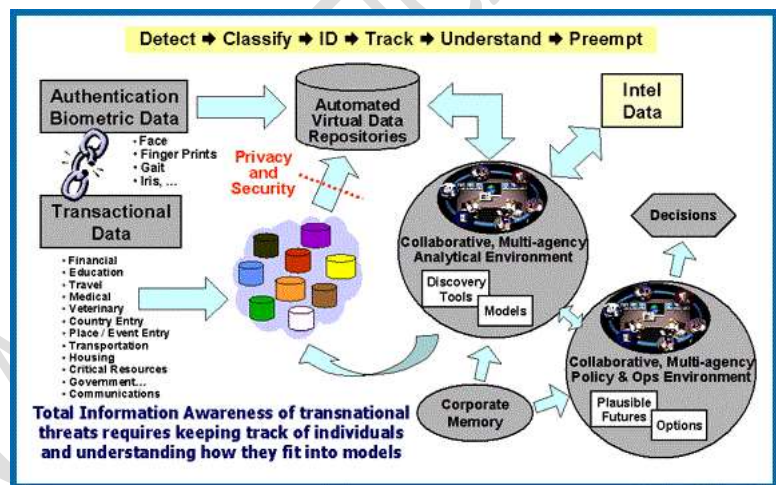 Detect ➔ Classify ➔ ID ➔ Track ➔ Understand ➔ Preempt
Authentication
Biometric Data
• Face
• Finger Prints
• Gait
• Iris, ...
Transactional
Data
• Financial
• Education
• Travel
• Medical
• Veterinary
• Country Entry
• Place / Event Entry
• Transportation
• Housing
• Critical Resources
• Government...
• Communications
Automated
Virtual Data
Repositories
Privacy
and
Security
Intel
Data
Collaborative, Multi-agency
Analytical Environment
Discovery
Tools
Models
Decisions
Collaborative, Multi-agency
Policy & Ops Environment
Plausible
Futures
Options
Corporate
Memory
Total Information Awareness of transnational
threats requires keeping track of individuals
and understanding how they fit into models